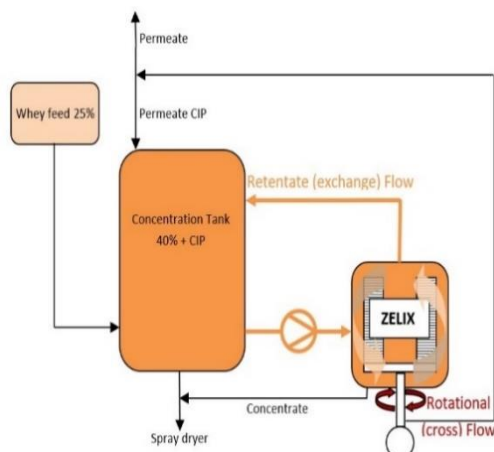 Permeate
Whey feed 25%
Permeate CIP
Retentate (exchange) Flow
Concentration Tank
40% + CIP
ZELIX
Concentrate
Rotational
(cross) Flow
Spray dryer